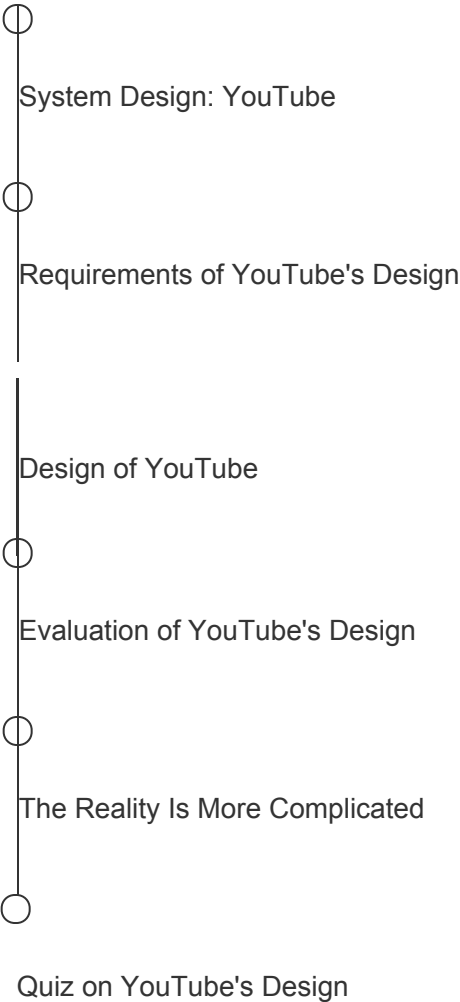 System Design: YouTube
Requirements of YouTube's Design
Design of YouTube
Evaluation of YouTube's Design
The Reality Is More Complicated
Quiz on YouTube's Design